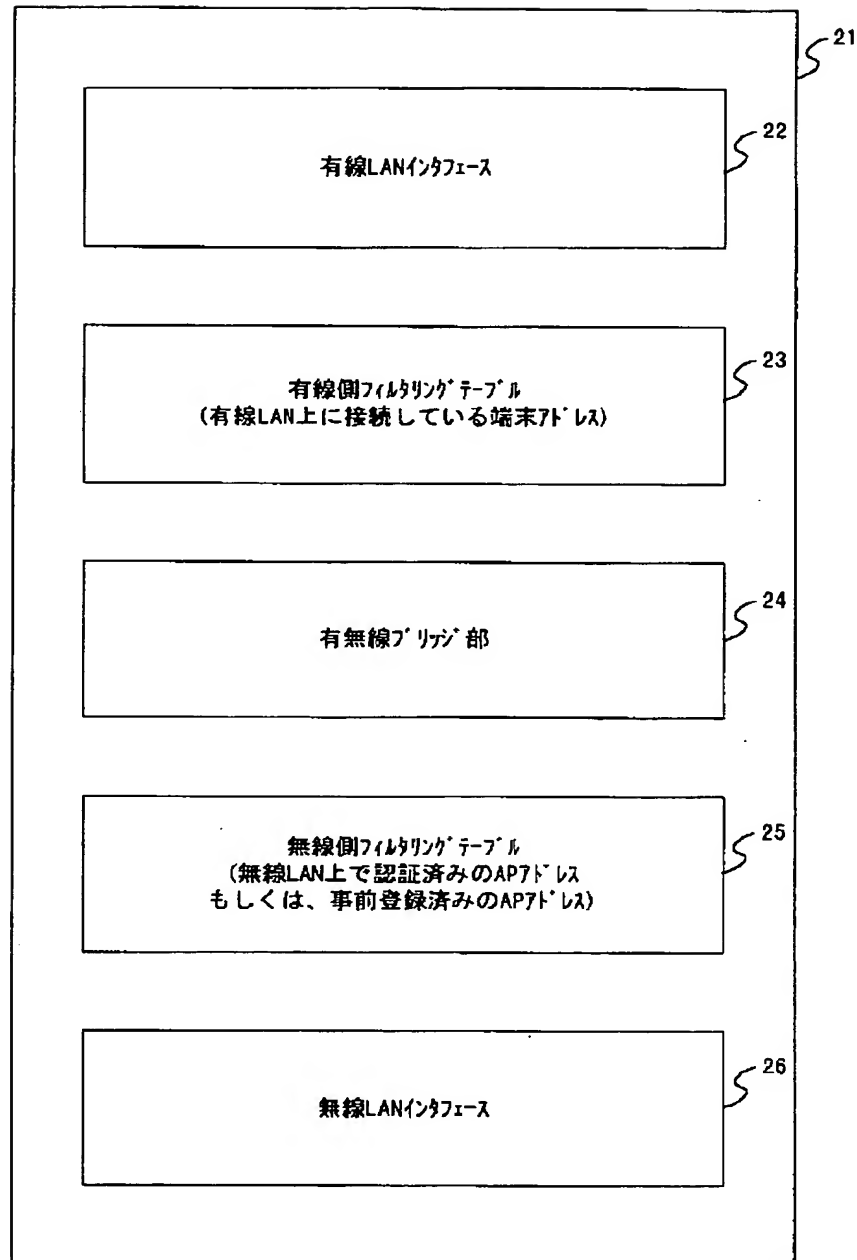 21
有線LANｲﾝﾀﾌｪｰｽ
22
有線側ﾌｨﾙﾀﾘﾝｸﾞﾃｰﾌﾞﾙ
(有線LAN上に接続している端末ｱﾄﾞﾚｽ)
23
有無線ﾌﾞﾘｯｼﾞ部
24
無線側ﾌｨﾙﾀﾘﾝｸﾞﾃｰﾌﾞﾙ
(無線LAN上で認証済みのAPｱﾄﾞﾚｽ
もしくは、事前登録済みのAPｱﾄﾞﾚｽ)
25
無線LANｲﾝﾀﾌｪｰｽ
26